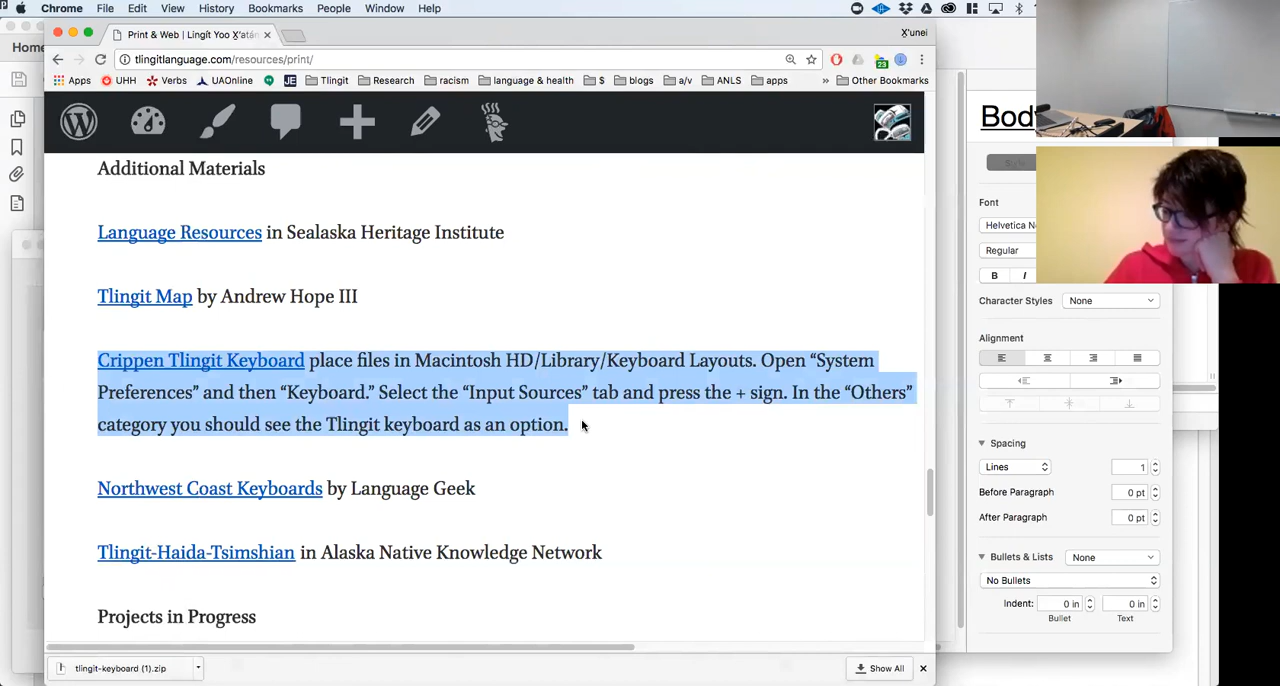 Chrome File Edit View History Bookmarks People Window Help
Home
Print & Web | Lingít Yoo X̱ʼatán
X̱ʼunei
tlingitlanguage.com/resources/print/
23
Apps UHH Verbs UAOnline JE Tlingit Research racism language & health $ blogs a/v ANLS apps » Other Bookmarks
Additional Materials
Language Resources in Sealaska Heritage Institute
Tlingit Map by Andrew Hope III
Crippen Tlingit Keyboard place files in Macintosh HD/Library/Keyboard Layouts. Open “System
Preferences” and then “Keyboard.” Select the “Input Sources” tab and press the + sign. In the “Others”
category you should see the Tlingit keyboard as an option.
Northwest Coast Keyboards by Language Geek
Tlingit-Haida-Tsimshian in Alaska Native Knowledge Network
Projects in Progress
tlingit-keyboard (1).zip
Show All
Body
Style
Font
Helvetica N
Regular
B I
Character Styles None
Alignment
Spacing
Lines 1
Before Paragraph 0 pt
After Paragraph 0 pt
Bullets & Lists None
No Bullets
Indent: 0 in 0 in
Bullet Text